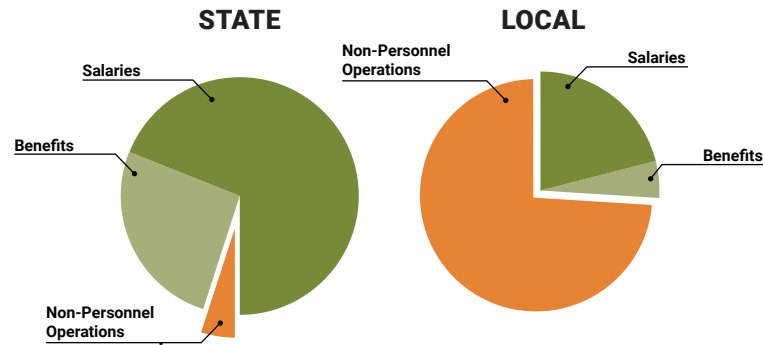 STATE
Salaries
Benefits
Non-Personnel
Operations
LOCAL
Non-Personnel
Operations
Salaries
Benefits